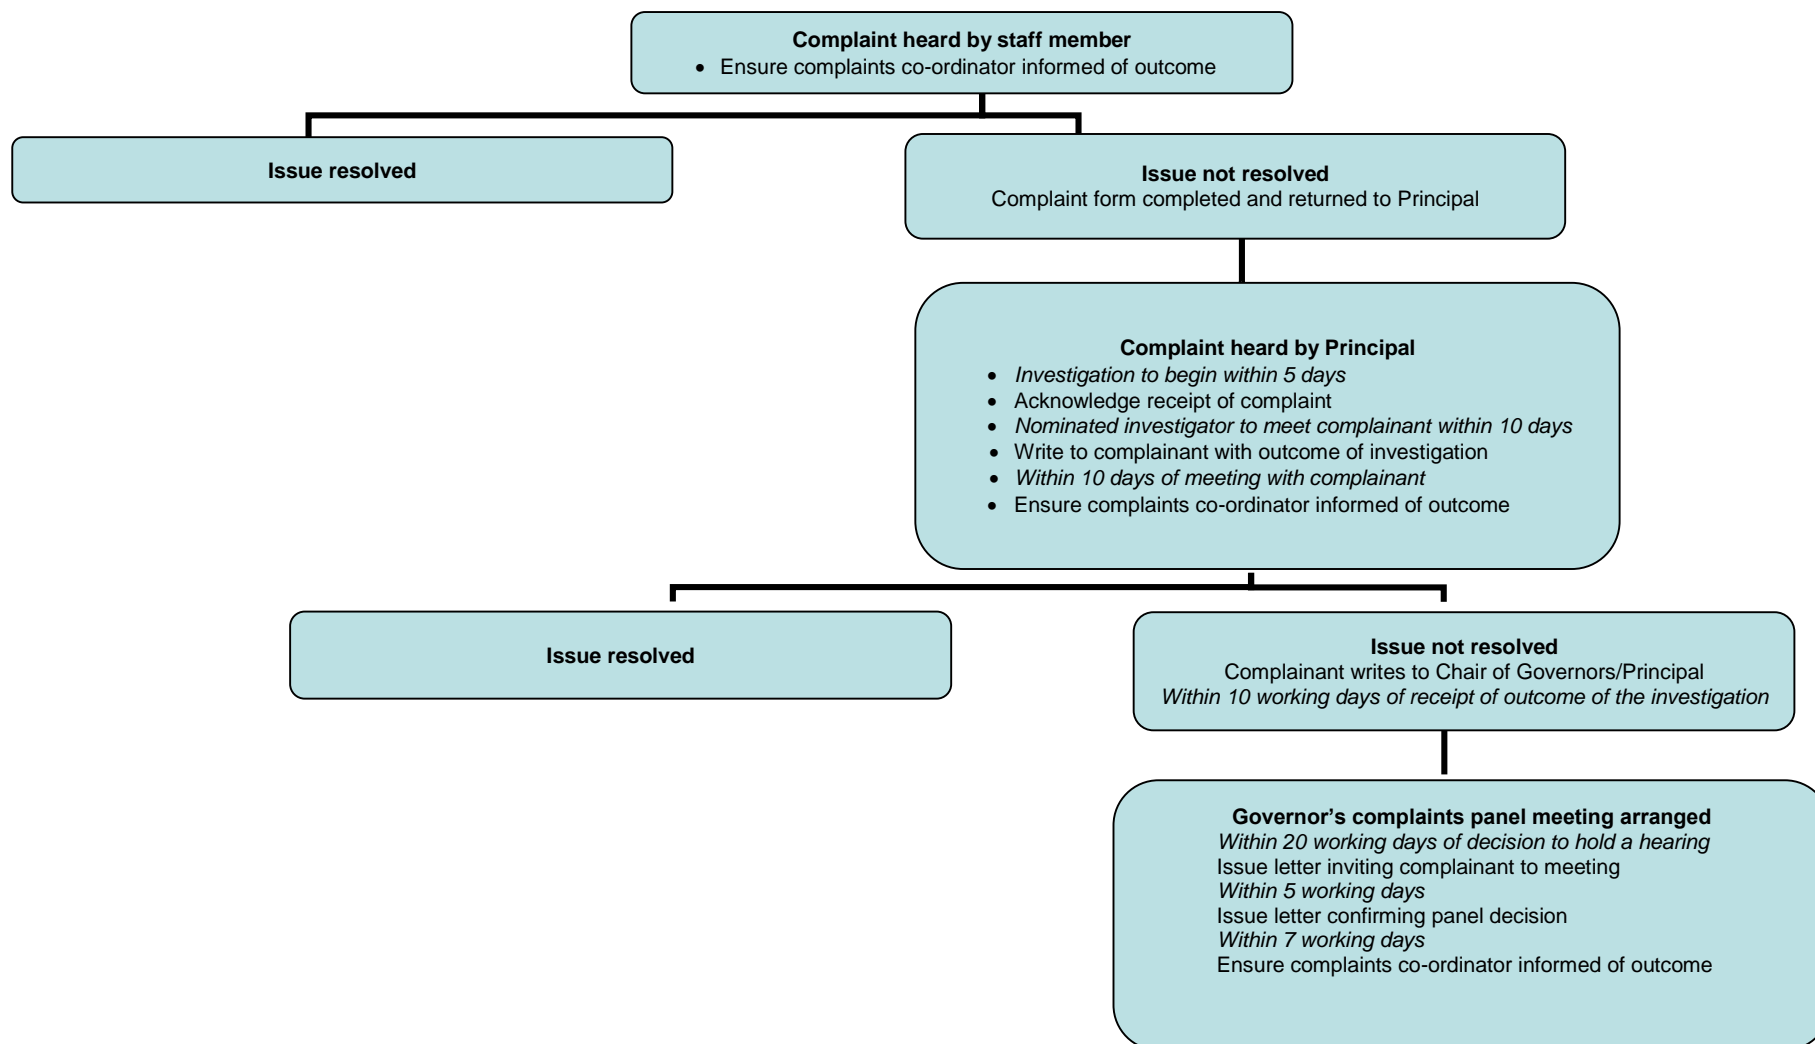 Complaint heard by staff member
• Ensure complaints co-ordinator informed of outcome
Issue resolved
Issue not resolved
Complaint form completed and returned to Principal
Complaint heard by Principal
• Investigation to begin within 5 days
• Acknowledge receipt of complaint
• Nominated investigator to meet complainant within 10 days
• Write to complainant with outcome of investigation
• Within 10 days of meeting with complainant
• Ensure complaints co-ordinator informed of outcome
Issue resolved
Issue not resolved
Complainant writes to Chair of Governors/Principal
Within 10 working days of receipt of outcome of the investigation
Governor’s complaints panel meeting arranged
Within 20 working days of decision to hold a hearing
Issue letter inviting complainant to meeting
Within 5 working days
Issue letter confirming panel decision
Within 7 working days
Ensure complaints co-ordinator informed of outcome